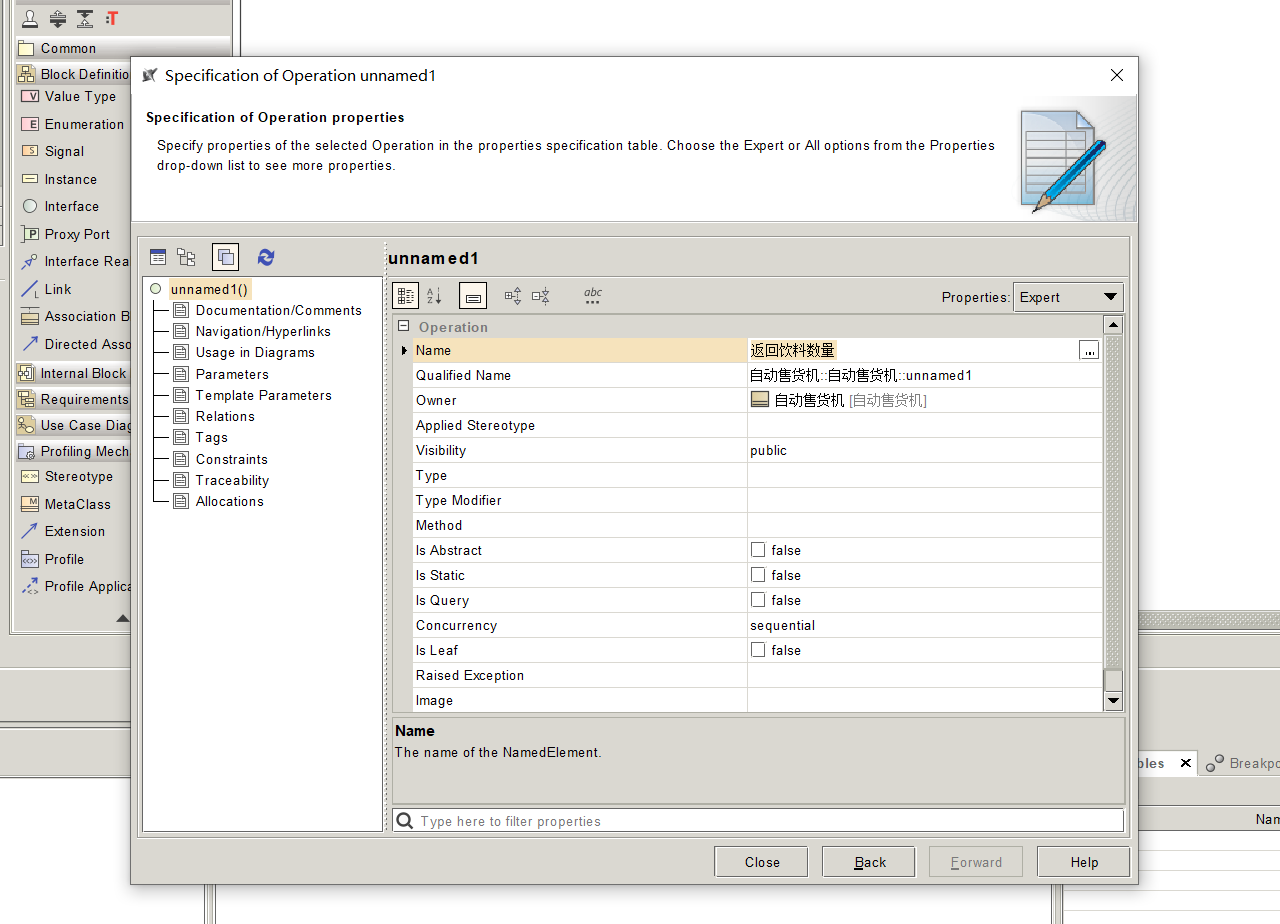 :T
Common
Block Definitio
Value Type
Enumeration
Signal
Instance
Interface
Proxy Port
Interface Rea
Link
Association B
Directed Asso
Internal Block
Requirements
Use Case Diag
Profiling Mech
Stereotype
MetaClass
Extension
Profile
Profile Applica
Specification of Operation unnamed1
Specification of Operation properties
Specify properties of the selected Operation in the properties specification table. Choose the Expert or All options from the Properties
drop-down list to see more properties.
unnamed1()
Documentation/Comments
Navigation/Hyperlinks
Usage in Diagrams
Parameters
Template Parameters
Relations
Tags
Constraints
Traceability
Allocations
unnamed1
abc
Properties: Expert
Operation
Name 返回饮料数量 ...
Qualified Name 自动售货机::自动售货机::unnamed1
Owner 自动售货机 [自动售货机]
Applied Stereotype
Visibility public
Type
Type Modifier
Method
Is Abstract false
Is Static false
Is Query false
Concurrency sequential
Is Leaf false
Raised Exception
Image
Name
The name of the NamedElement.
Type here to filter properties
Close Back Forward Help
bles Breakpo
Nam